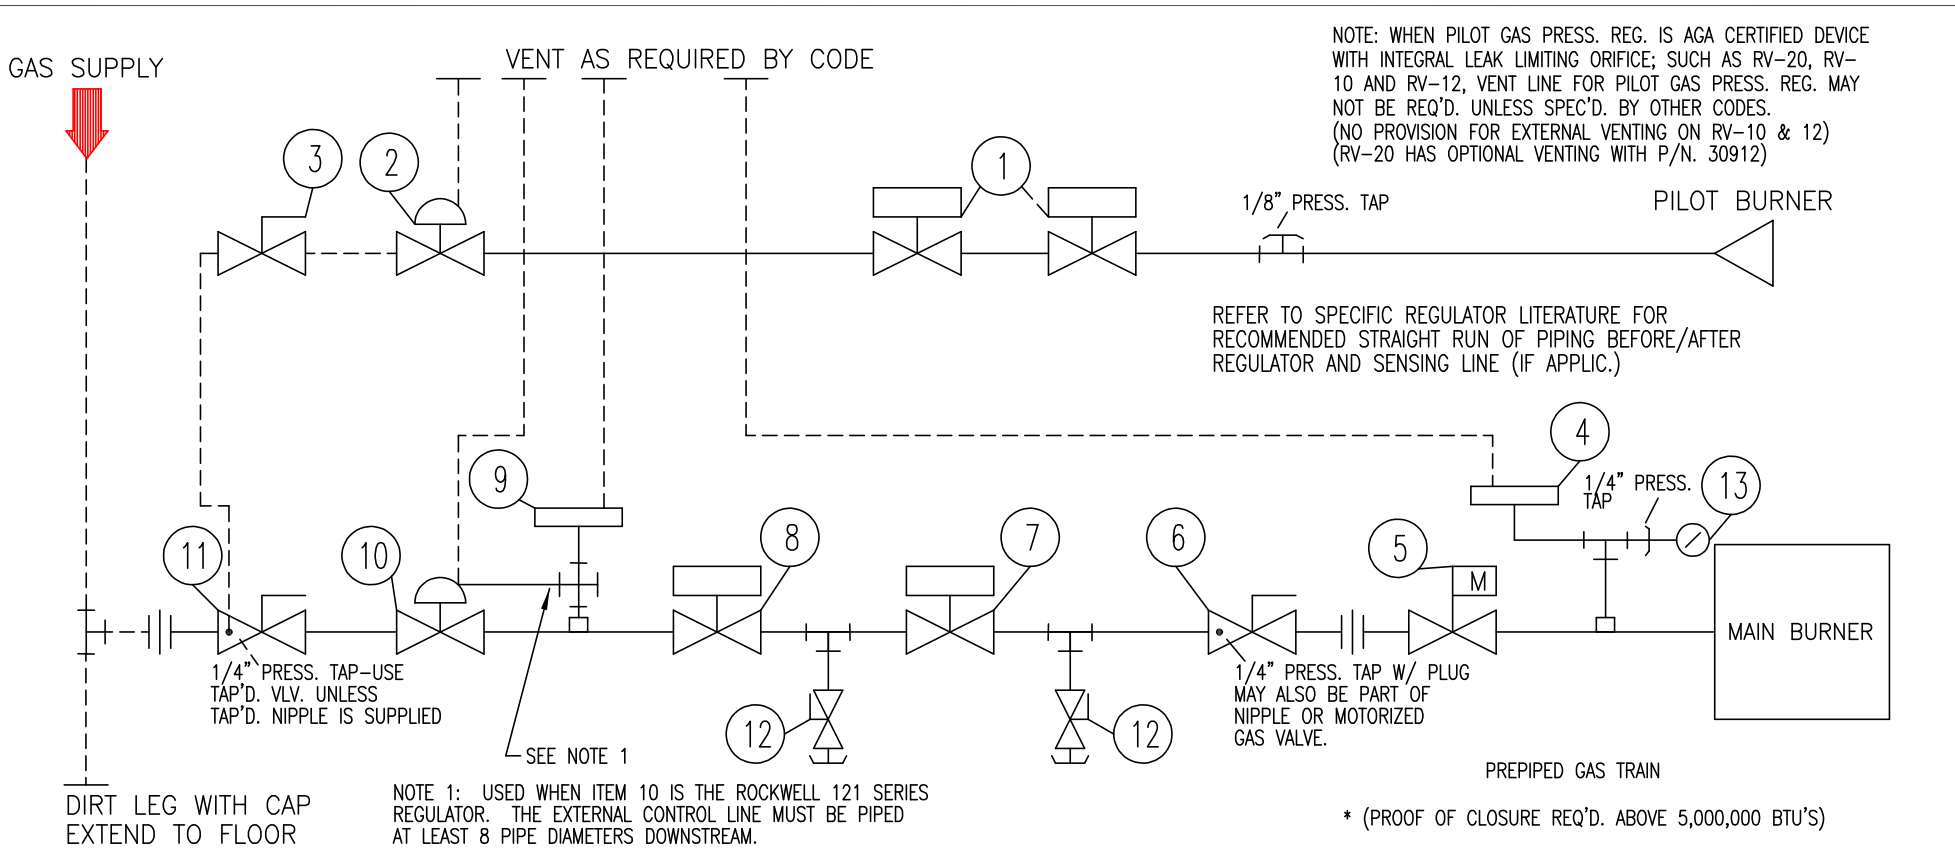 GAS SUPPLY
VENT AS REQUIRED BY CODE
NOTE: WHEN PILOT GAS PRESS. REG. IS AGA CERTIFIED DEVICE
WITH INTEGRAL LEAK LIMITING ORIFICE; SUCH AS RV-20, RV-
10 AND RV-12, VENT LINE FOR PILOT GAS PRESS. REG. MAY
NOT BE REQ'D. UNLESS SPEC'D. BY OTHER CODES.
(NO PROVISION FOR EXTERNAL VENTING ON RV-10 & 12)
(RV-20 HAS OPTIONAL VENTING WITH P/N. 30912)
3
2
1
1/8" PRESS. TAP
PILOT BURNER
REFER TO SPECIFIC REGULATOR LITERATURE FOR
RECOMMENDED STRAIGHT RUN OF PIPING BEFORE/AFTER
REGULATOR AND SENSING LINE (IF APPLIC.)
4
9
1/4" PRESS.
TAP
13
11
10
8
7
6
5
M
MAIN BURNER
1/4" PRESS. TAP-USE
TAP'D. VLV. UNLESS
TAP'D. NIPPLE IS SUPPLIED
1/4" PRESS. TAP W/ PLUG
MAY ALSO BE PART OF
NIPPLE OR MOTORIZED
GAS VALVE.
12
12
SEE NOTE 1
DIRT LEG WITH CAP
EXTEND TO FLOOR
NOTE 1: USED WHEN ITEM 10 IS THE ROCKWELL 121 SERIES
REGULATOR. THE EXTERNAL CONTROL LINE MUST BE PIPED
AT LEAST 8 PIPE DIAMETERS DOWNSTREAM.
PREPIPED GAS TRAIN
* (PROOF OF CLOSURE REQ'D. ABOVE 5,000,000 BTU'S)